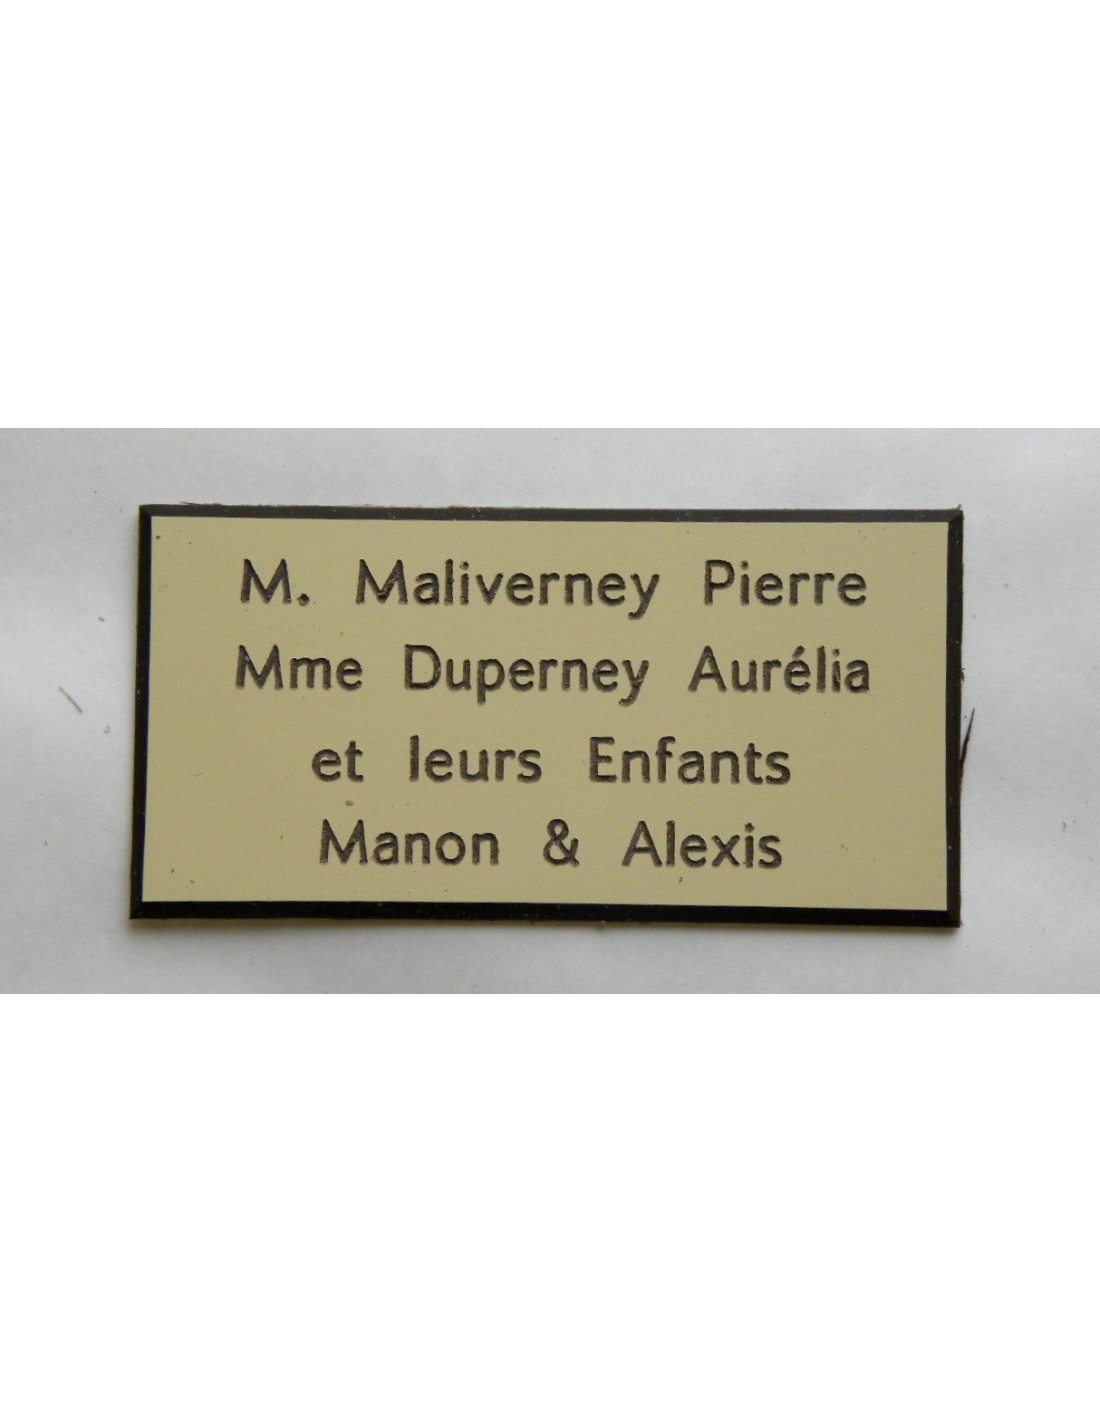 M. Maliverney Pierre
Mme Duperney Aurélia
et leurs Enfants
Manon & Alexis